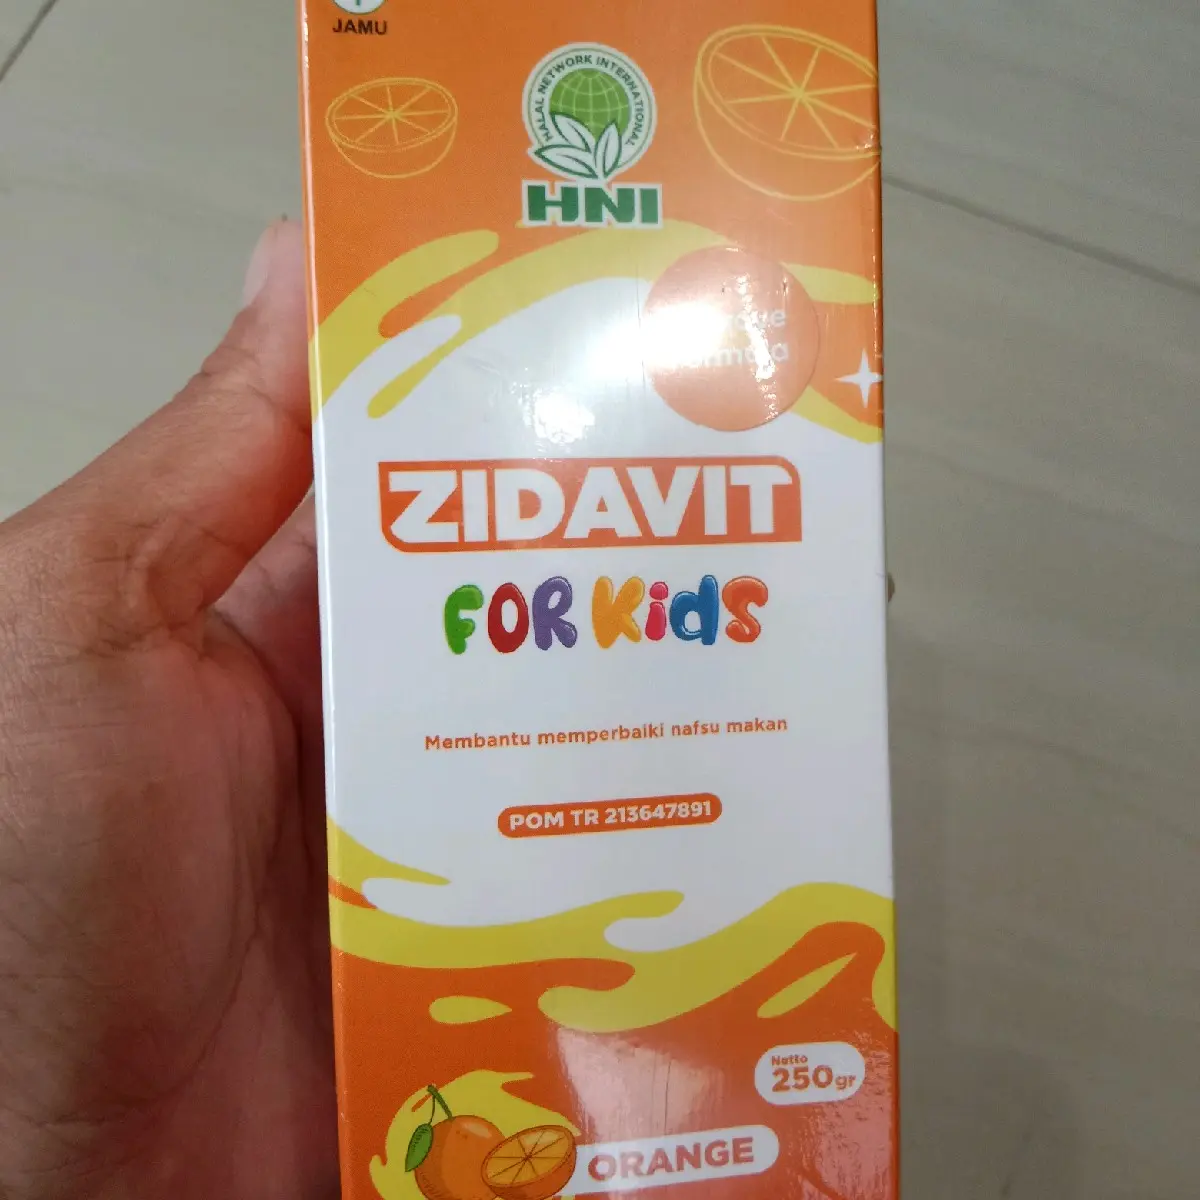 JAMU
HALAL NETWORK INTERNATIONAL
HNI
ZIDAVIT
FOR Kids
Membantu memperbaiki nafsu makan
POM TR 213647891
Netto
250gr
ORANGE